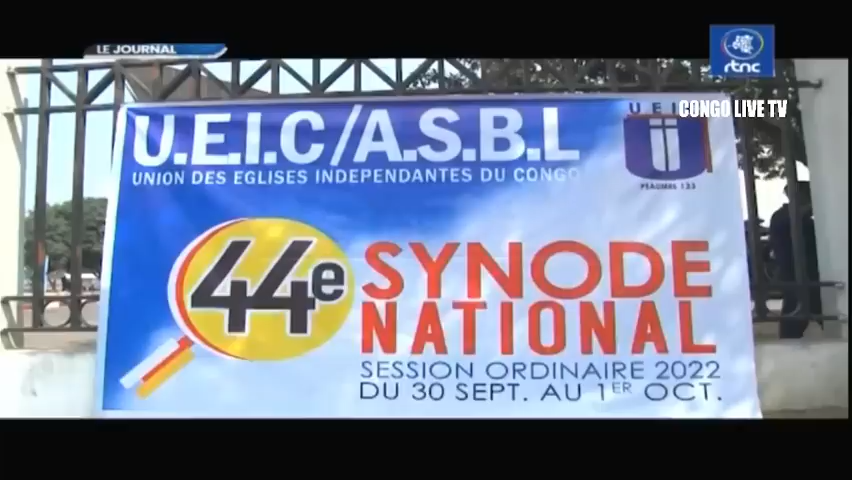 LE JOURNAL
rtnc
CONGO LIVE TV
U.E.I.C/A.S.B.L
UNION DES EGLISES INDEPENDANTES DU CONGO
U E I
PSAUMES 133
44e
SYNODE
NATIONAL
SESSION ORDINAIRE 2022
DU 30 SEPT. AU 1ER OCT.